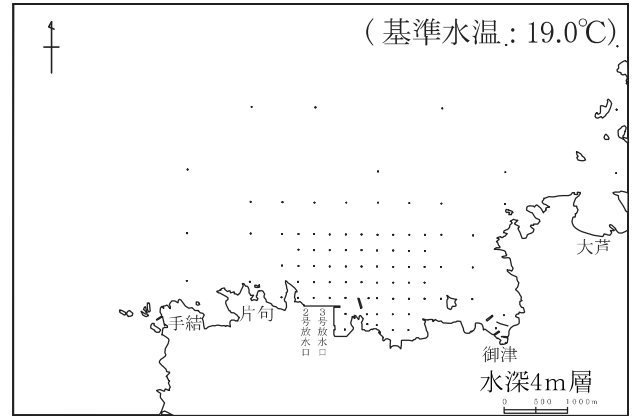 （基準水温：19.0℃）
大芦
手結
片句
2号放水口
3号放水口
御津
水深4m層
0 500 1000m